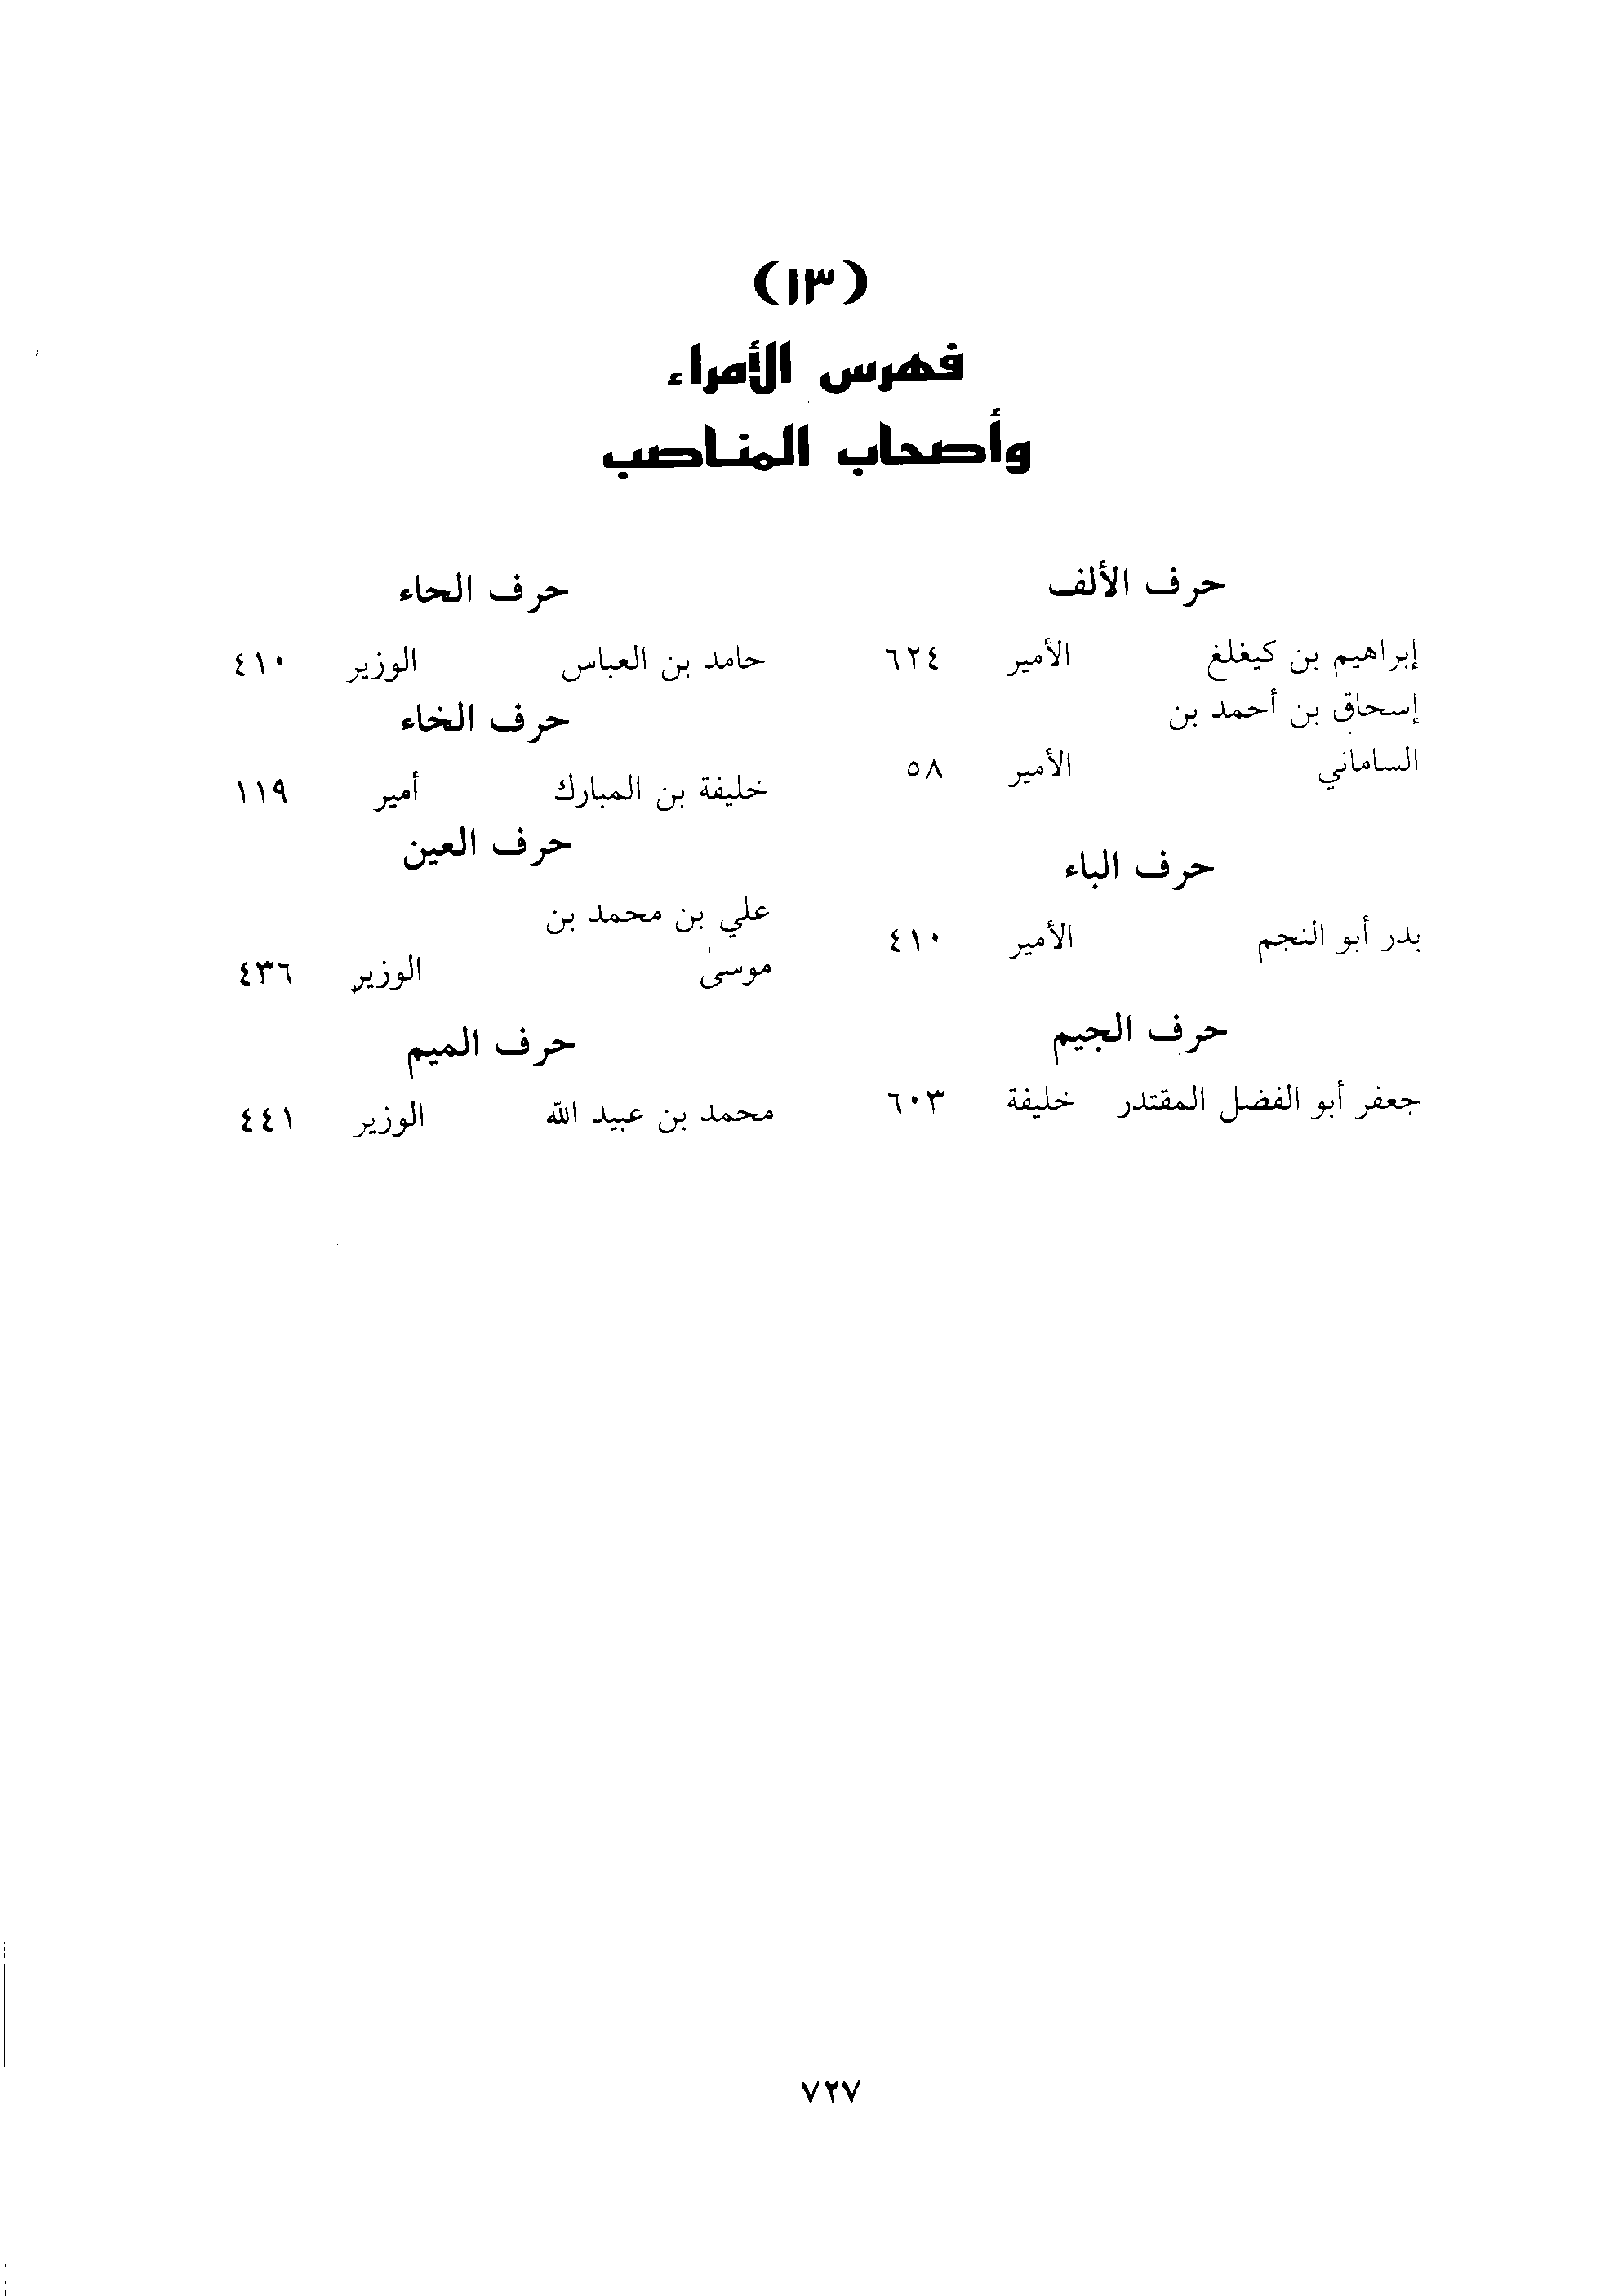 (١٣)
فهرس الأمراء
وأصحاب المناصب
حرف الألف
إبراهيم بن كيغلغ الأمير ٦٢٤
إسحاق بن أحمد بن
الساماني الأمير ٥٨
حرف الباء
بدر أبو النجم الأمير ٤١٠
حرف الجيم
جعفر أبو الفضل المقتدر خليفة ٦٠٣
حرف الحاء
حامد بن العباس الوزير ٤١٠
حرف الخاء
خليفة بن المبارك أمير ١١٩
حرف العين
علي بن محمد بن
موسىٰ الوزير ٤٣٦
حرف الميم
محمد بن عبيد الله الوزير ٤٤١
٧٢٧